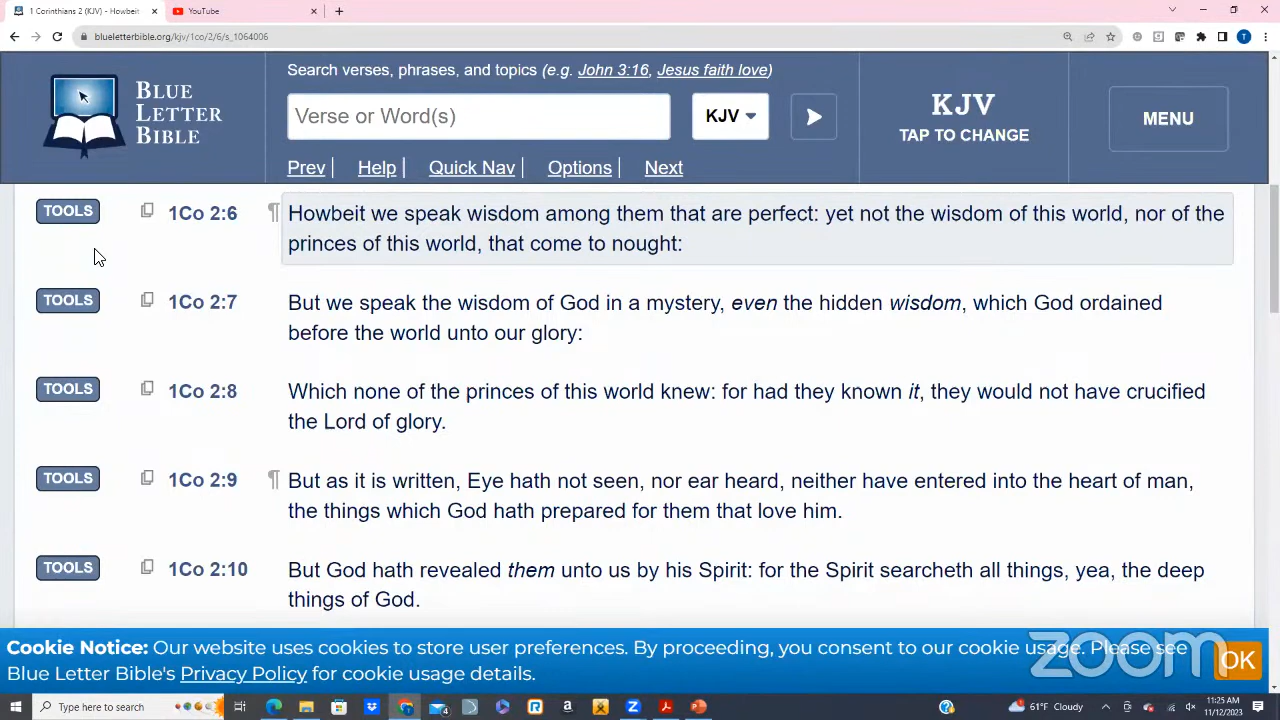 1 Corinthians 2 (KJV) - Howbeit
YouTube
blueletterbible.org/kjv/1co/2/6/s_1064006
BLUE
LETTER
BIBLE
Search verses, phrases, and topics (e.g. John 3:16, Jesus faith love)
Verse or Word(s)
KJV
KJV
TAP TO CHANGE
MENU
Prev | Help | Quick Nav | Options | Next
TOOLS 1Co 2:6 ¶ Howbeit we speak wisdom among them that are perfect: yet not the wisdom of this world, nor of the
princes of this world, that come to nought:
TOOLS 1Co 2:7 But we speak the wisdom of God in a mystery, even the hidden wisdom, which God ordained
before the world unto our glory:
TOOLS 1Co 2:8 Which none of the princes of this world knew: for had they known it, they would not have crucified
the Lord of glory.
TOOLS 1Co 2:9 ¶ But as it is written, Eye hath not seen, nor ear heard, neither have entered into the heart of man,
the things which God hath prepared for them that love him.
TOOLS 1Co 2:10 But God hath revealed them unto us by his Spirit: for the Spirit searcheth all things, yea, the deep
things of God.
Cookie Notice: Our website uses cookies to store user preferences. By proceeding, you consent to our cookie usage. Please see
Blue Letter Bible's Privacy Policy for cookie usage details.
OK
zoom
Type here to search
61°F Cloudy
11:25 AM
11/12/2023